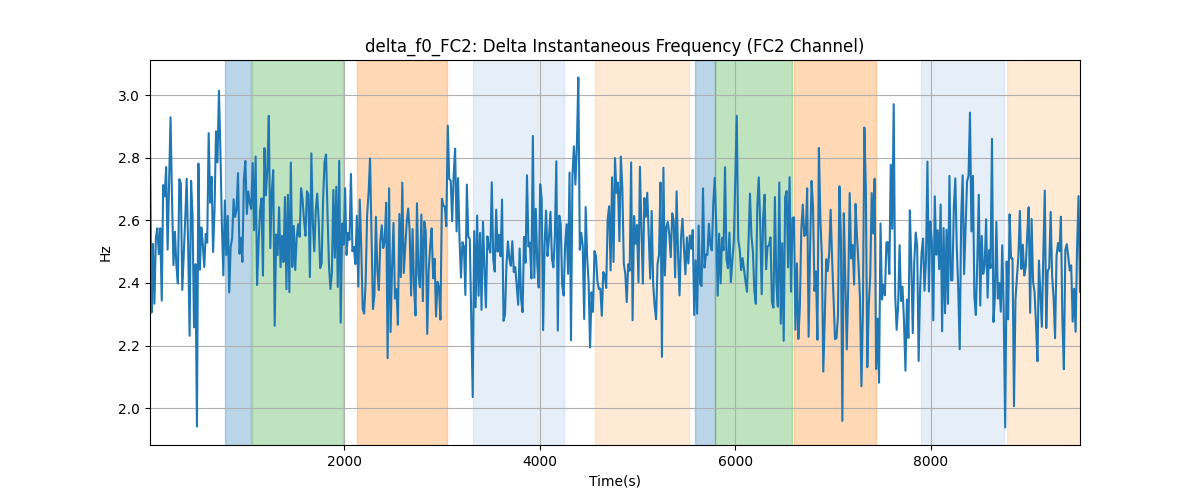 delta_f0_FC2: Delta Instantaneous Frequency (FC2 Channel)
3.0
2.8
2.6
2.4
2.2
2.0
Hz
2000 4000 6000 8000
Time(s)